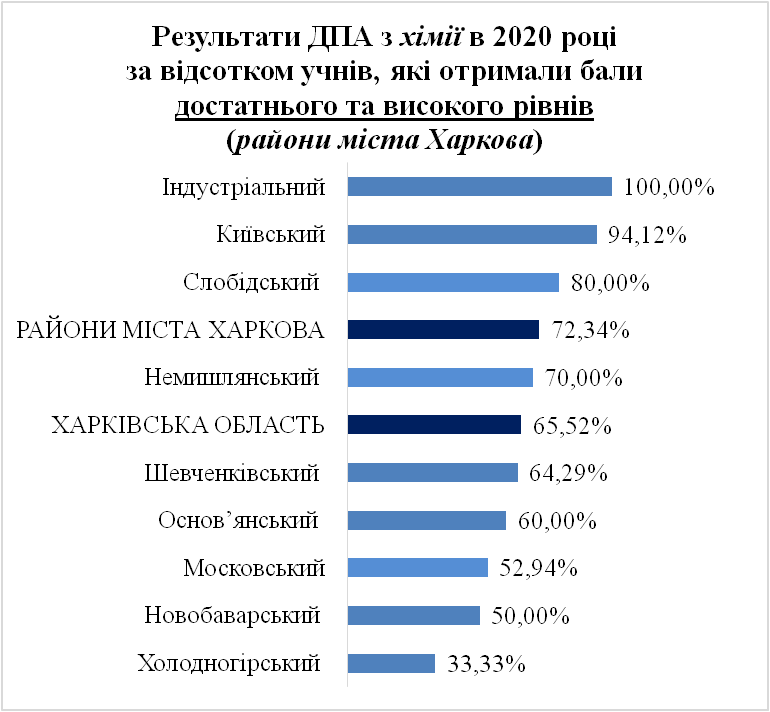 Результати ДПА з хімії в 2020 році
за відсотком учнів, які отримали бали
достатнього та високого рівнів
(райони міста Харкова)
Індустріальний 100,00%
Київський 94,12%
Слобідський 80,00%
РАЙОНИ МІСТА ХАРКОВА 72,34%
Немишлянський 70,00%
ХАРКІВСЬКА ОБЛАСТЬ 65,52%
Шевченківський 64,29%
Основ’янський 60,00%
Московський 52,94%
Новобаварський 50,00%
Холодногірський 33,33%